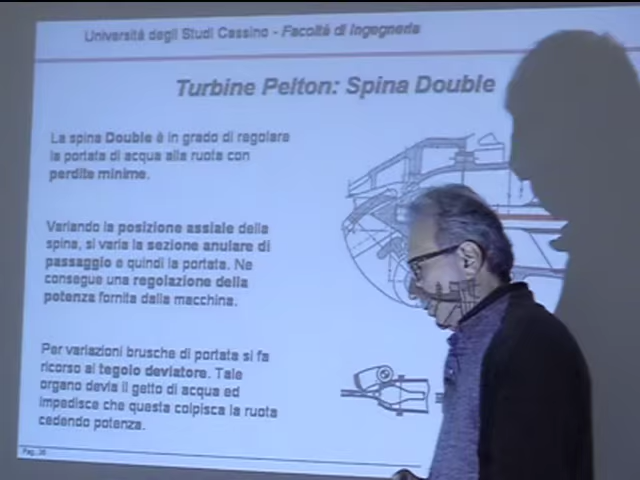 Università degli Studi Cassino - Facoltà di Ingegneria
Turbine Pelton: Spina Double
La spina Double è in grado di regolare
la portata di acqua alla ruota con
perdite minime.
Variando la posizione assiale della
spina, si varia la sezione anulare di
passaggio e quindi la portata. Ne
consegue una regolazione della
potenza fornita dalla macchina.
Per variazioni brusche di portata si fa
ricorso al tegolo deviatore. Tale
organo devia il getto di acqua ed
impedisce che questa colpisca la ruota
cedendo potenza.